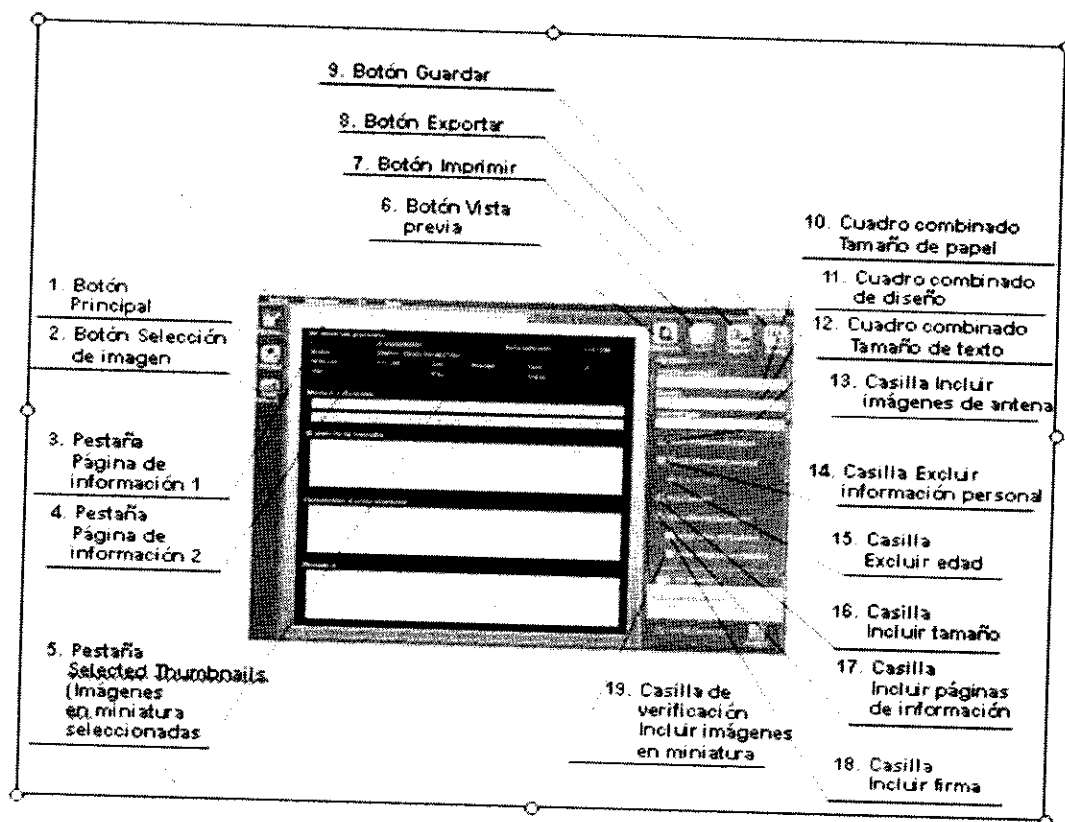 9. Botón Guardar
8. Botón Exportar
7. Botón Imprimir
6. Botón Vista
previa
1. Botón
Principal
2. Botón Selección
de imagen
3. Pestaña
Página de
información 1
4. Pestaña
Página de
información 2
5. Pestaña
Selected Thumbnails
(Imágenes
en miniatura
seleccionadas
10. Cuadro combinado
Tamaño de papel
11. Cuadro combinado
de diseño
12. Cuadro combinado
Tamaño de texto
13. Casilla Incluir
imágenes de antena
14. Casilla Excluir
información personal
15. Casilla
Excluir edad
16. Casilla
Incluir tamaño
17. Casilla
Incluir páginas
de información
18. Casilla
Incluir firma
19. Casilla de
verificación
Incluir imágenes
en miniatura